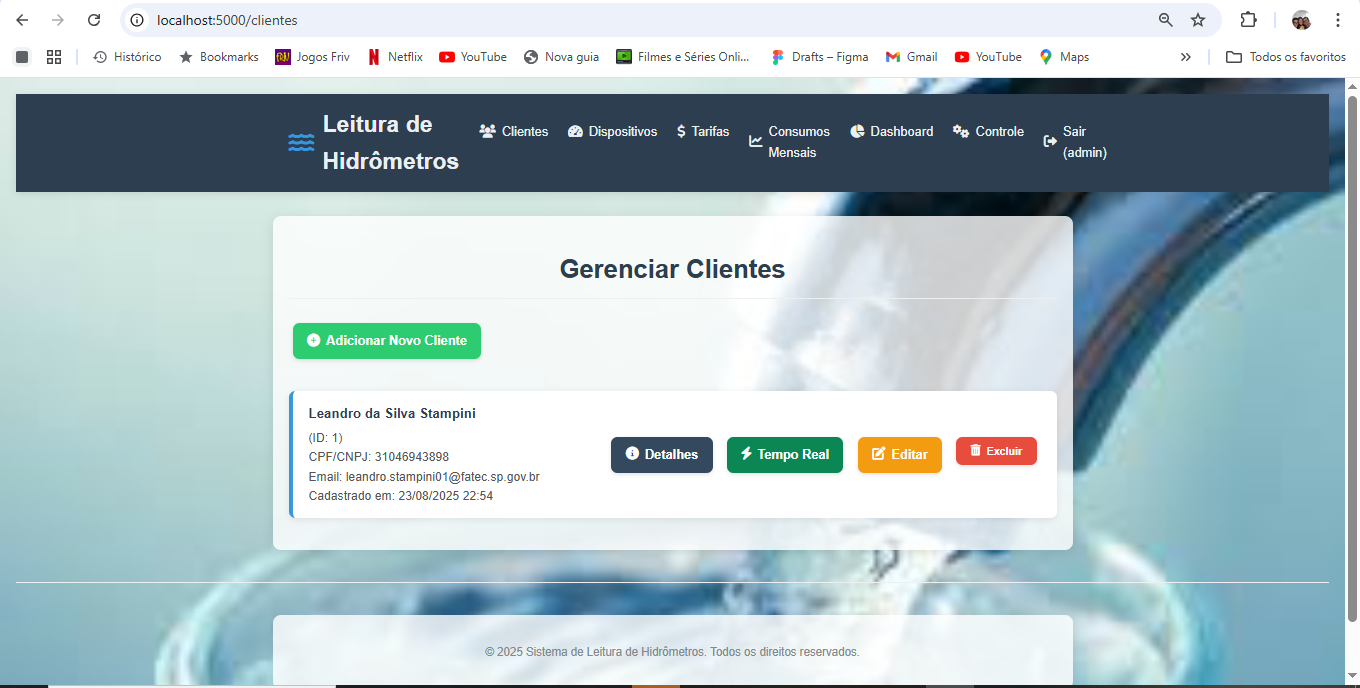 localhost:5000/clientes
Histórico Bookmarks Jogos Friv Netflix YouTube Nova guia Filmes e Séries Onli... Drafts – Figma Gmail YouTube Maps » Todos os favoritos
Leitura de
Hidrômetros
Clientes Dispositivos $ Tarifas
Consumos
Mensais
Dashboard Controle
Sair
(admin)
Gerenciar Clientes
Adicionar Novo Cliente
Leandro da Silva Stampini
(ID: 1)
CPF/CNPJ: 31046943898
Email: leandro.stampini01@fatec.sp.gov.br
Cadastrado em: 23/08/2025 22:54
Detalhes Tempo Real Editar Excluir
© 2025 Sistema de Leitura de Hidrômetros. Todos os direitos reservados.